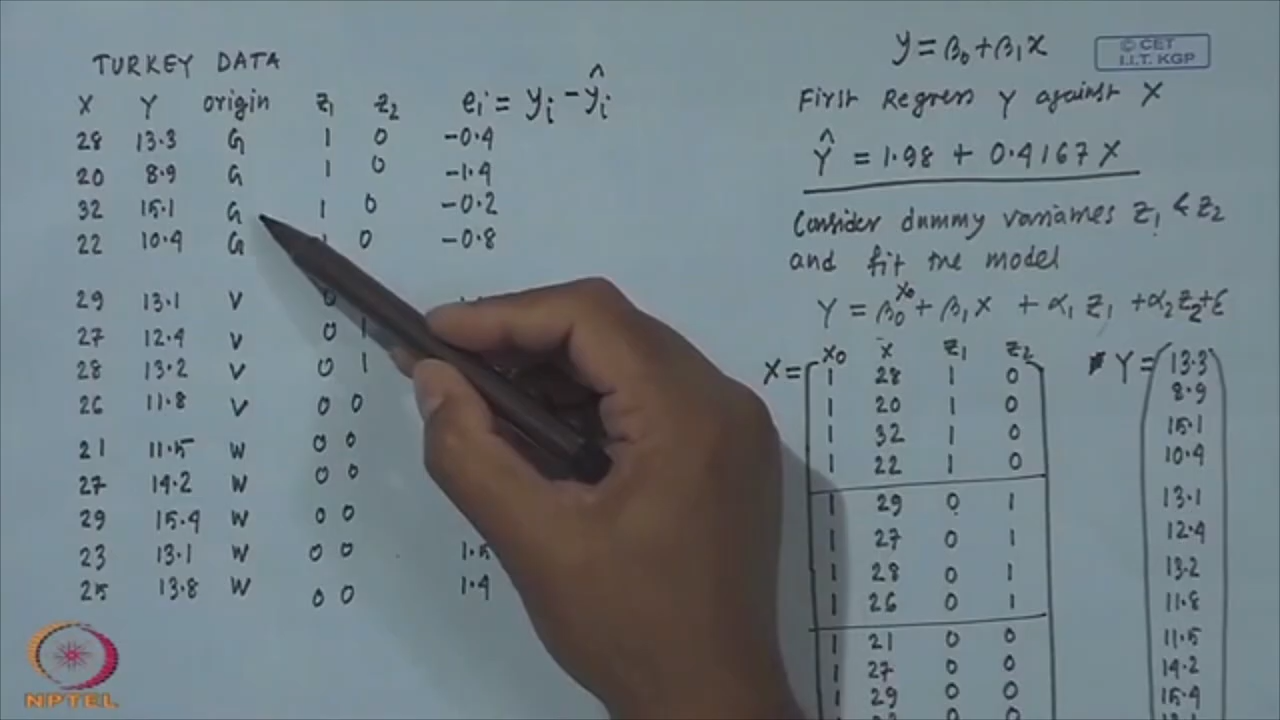 TURKEY DATA
X Y origin z₁ z₂ eᵢ = yᵢ - ŷᵢ
28 13.3 G 1 0 -0.4
20 8.9 G 1 0 -1.4
32 15.1 G 1 0 -0.2
22 10.4 G 1 0 -0.8
29 13.1 V 0
27 12.4 V 0 1
28 13.2 V 0 1
26 11.8 V 0 0
21 11.5 W 0 0
27 14.2 W 0 0
29 15.4 W 0 0
23 13.1 W 0 0 1.5
25 13.8 W 0 0 1.4
NPTEL
y = β₀ + β₁x
© CET
I.I.T. KGP
First Regress Y against X
Ŷ = 1.98 + 0.4167 X
Consider dummy variables Z₁ & Z₂
and fit the model
Y = β₀X₀ + β₁X + α₁Z₁ + α₂Z₂ + ε
X₀ X Z₁ Z₂
X = 1 28 1 0 Y = 13.3
1 20 1 0 8.9
1 32 1 0 15.1
1 22 1 0 10.4
1 29 0 1 13.1
1 27 0 1 12.4
1 28 0 1 13.2
1 26 0 1 11.8
1 21 0 0 11.5
1 27 0 0 14.2
1 29 0 0 15.4